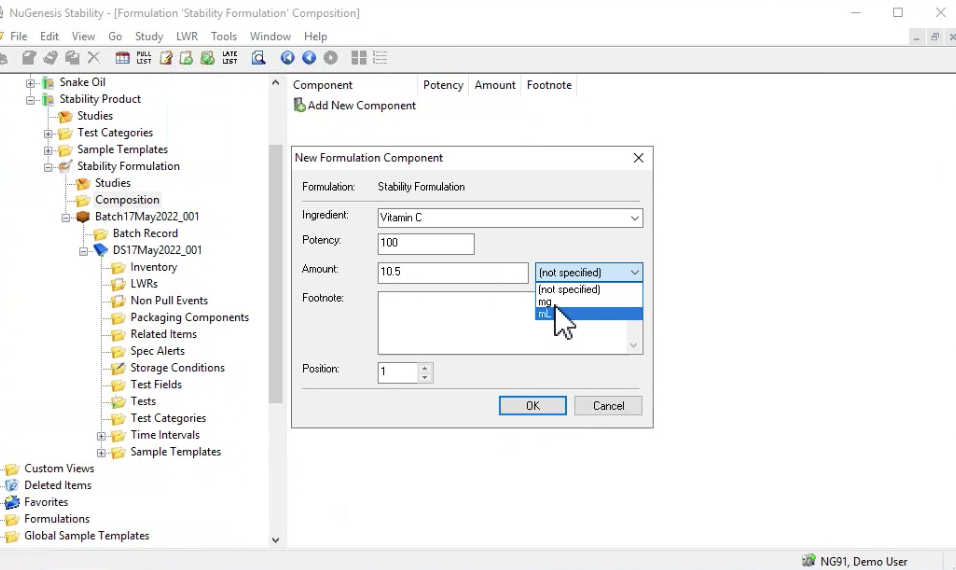 NuGenesis Stability - [Formulation 'Stability Formulation' Composition]
File Edit View Go Study LWR Tools Window Help
PULL LIST
LATE LIST
Snake Oil
Stability Product
Studies
Test Categories
Sample Templates
Stability Formulation
Studies
Composition
Batch17May2022_001
Batch Record
DS17May2022_001
Inventory
LWRs
Non Pull Events
Packaging Components
Related Items
Spec Alerts
Storage Conditions
Test Fields
Tests
Test Categories
Time Intervals
Sample Templates
Custom Views
Deleted Items
Favorites
Formulations
Global Sample Templates
Component Potency Amount Footnote
Add New Component
New Formulation Component
Formulation: Stability Formulation
Ingredient: Vitamin C
Potency: 100
Amount: 10.5 (not specified)
(not specified)
mg
mL
Footnote:
Position: 1
OK Cancel
NG91, Demo User